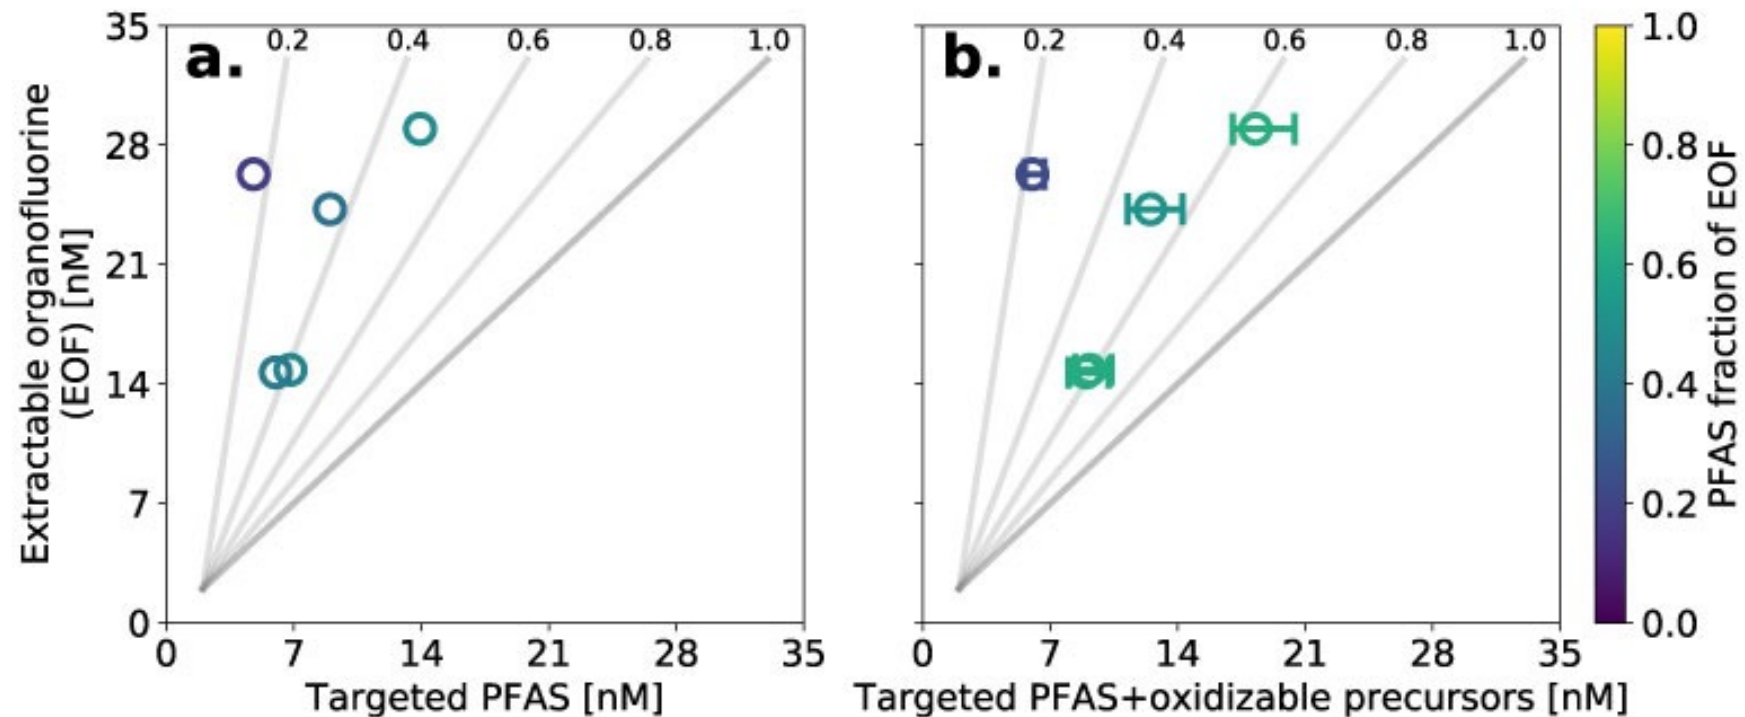 a.
0.2 0.4 0.6 0.8 1.0
35
28
21
14
7
0
0 7 14 21 28 35
Extractable organofluorine
(EOF) [nM]
Targeted PFAS [nM]
b.
0.2 0.4 0.6 0.8 1.0
0 7 14 21 28 35
Targeted PFAS+oxidizable precursors [nM]
1.0
0.8
0.6
0.4
0.2
0.0
PFAS fraction of EOF